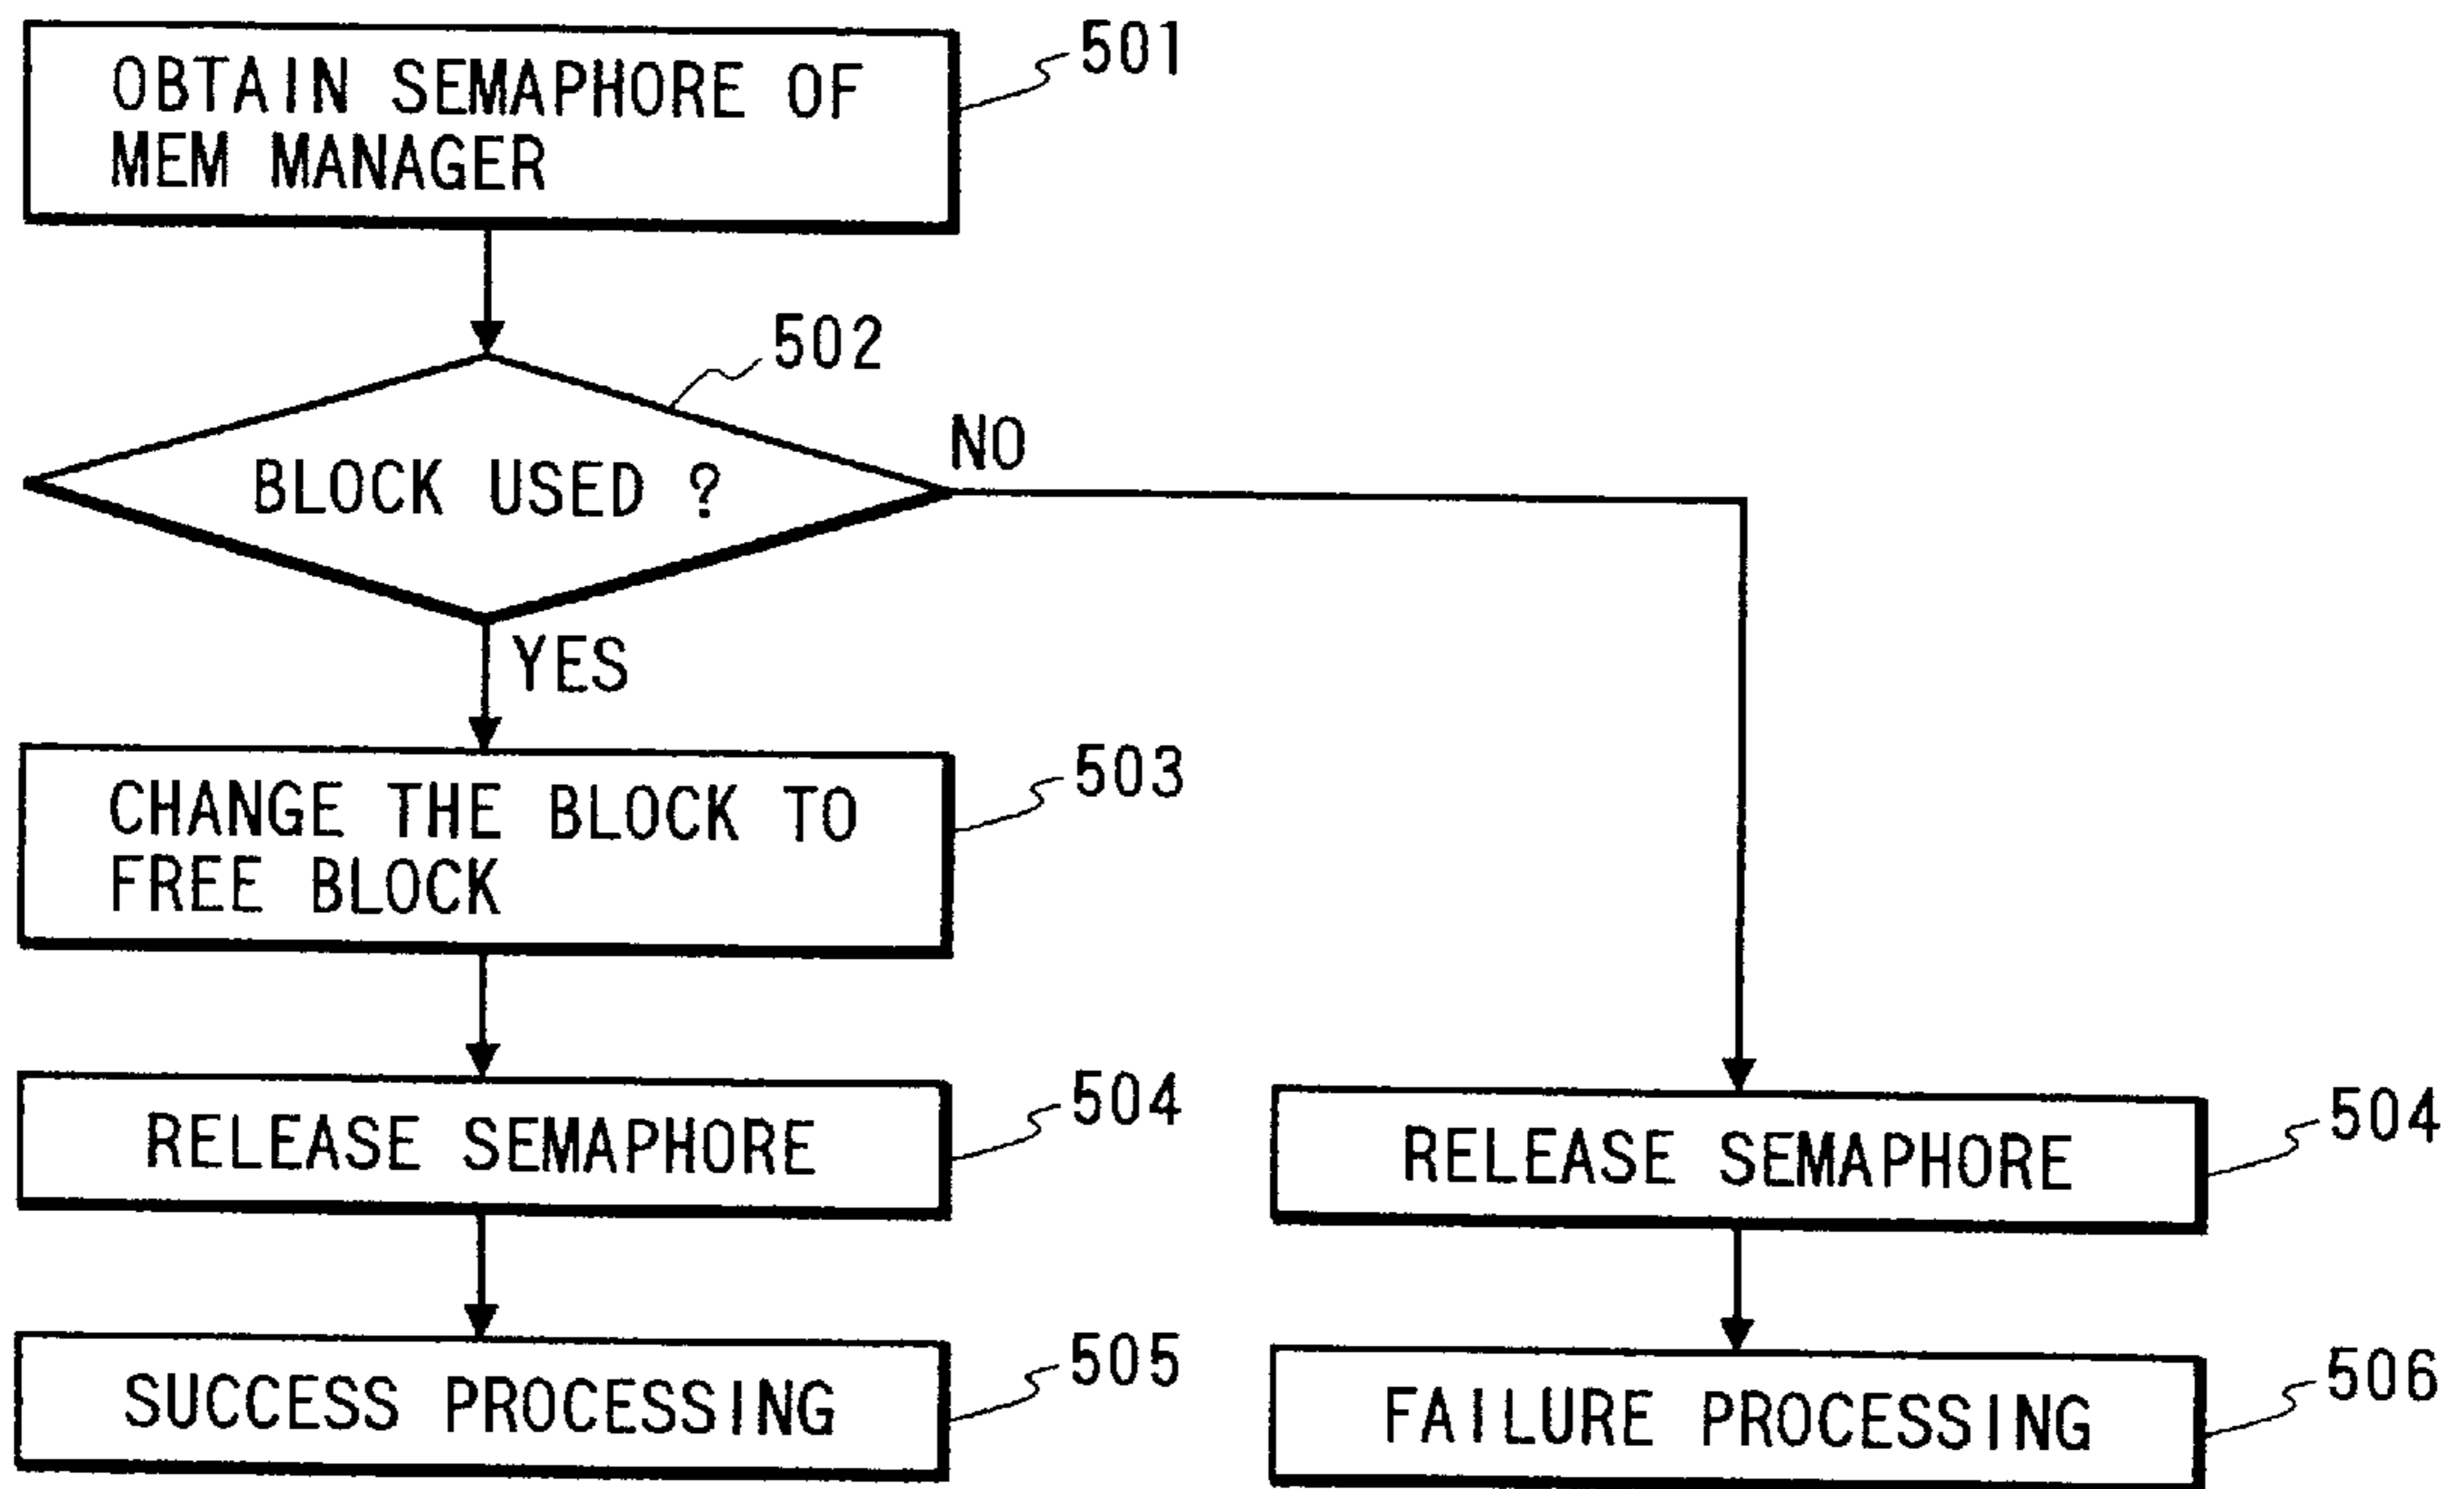 OBTAIN SEMAPHORE OF
MEM MANAGER
501
502
BLOCK USED ?
NO
YES
CHANGE THE BLOCK TO
FREE BLOCK
503
RELEASE SEMAPHORE
504
RELEASE SEMAPHORE
504
SUCCESS PROCESSING
505
FAILURE PROCESSING
506